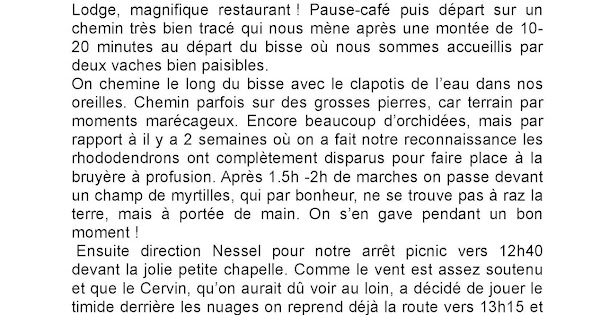 Lodge, magnifique restaurant ! Pause-café puis départ sur un
chemin très bien tracé qui nous mène après une montée de 10-
20 minutes au départ du bisse où nous sommes accueillis par
deux vaches bien paisibles.
On chemine le long du bisse avec le clapotis de l'eau dans nos
oreilles. Chemin parfois sur des grosses pierres, car terrain par
moments marécageux. Encore beaucoup d'orchidées, mais par
rapport à il y a 2 semaines où on a fait notre reconnaissance les
rhododendrons ont complètement disparus pour faire place à la
bruyère à profusion. Après 1.5h -2h de marches on passe devant
un champ de myrtilles, qui par bonheur, ne se trouve pas à raz la
terre, mais à portée de main. On s'en gave pendant un bon
moment !
Ensuite direction Nessel pour notre arrêt picnic vers 12h40
devant la jolie petite chapelle. Comme le vent est assez soutenu
et que le Cervin, qu'on aurait dû voir au loin, a décidé de jouer le
timide derrière les nuages on reprend déjà la route vers 13h15 et